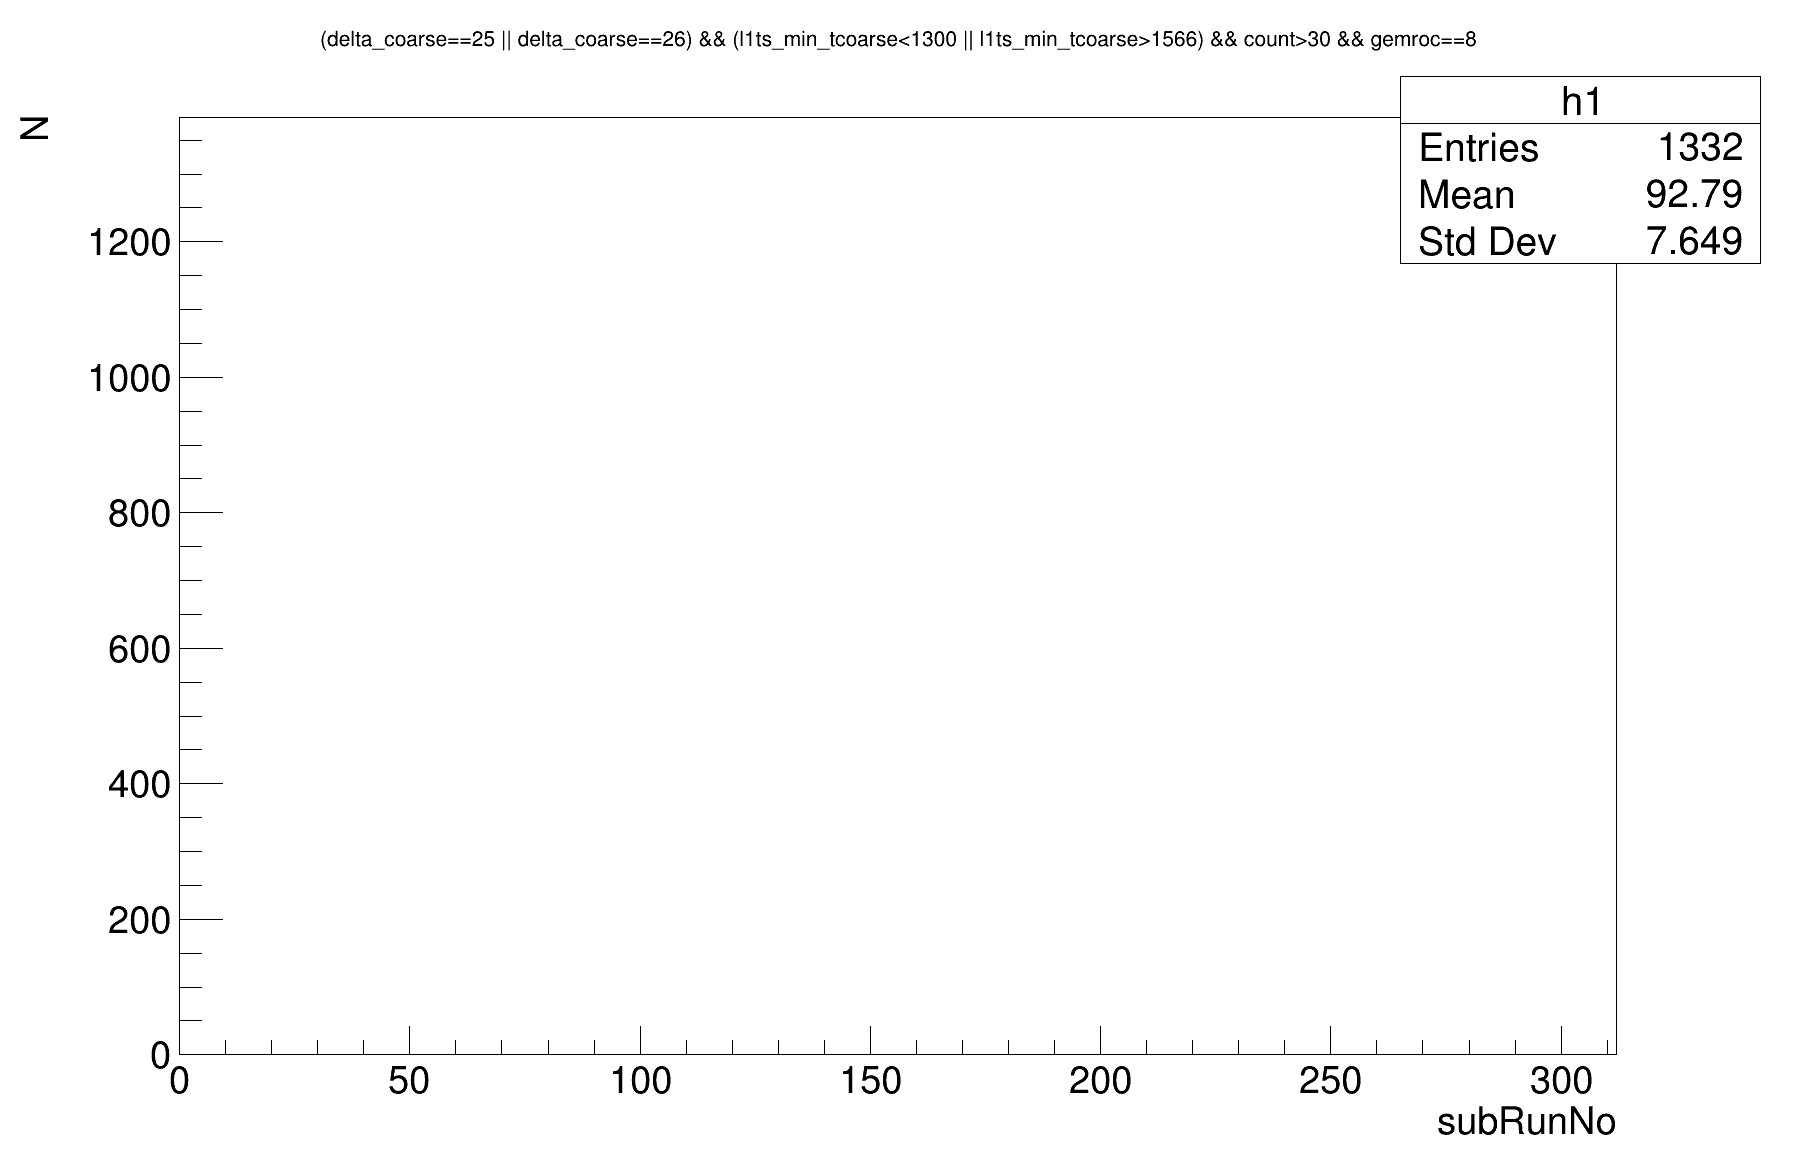 (delta_coarse==25 || delta_coarse==26) && (l1ts_min_tcoarse<1300 || l1ts_min_tcoarse>1566) && count>30 && gemroc==8
h1
Entries 1332
Mean 92.79
Std Dev 7.649
N
1200
1000
800
600
400
200
0
0 50 100 150 200 250 300
subRunNo